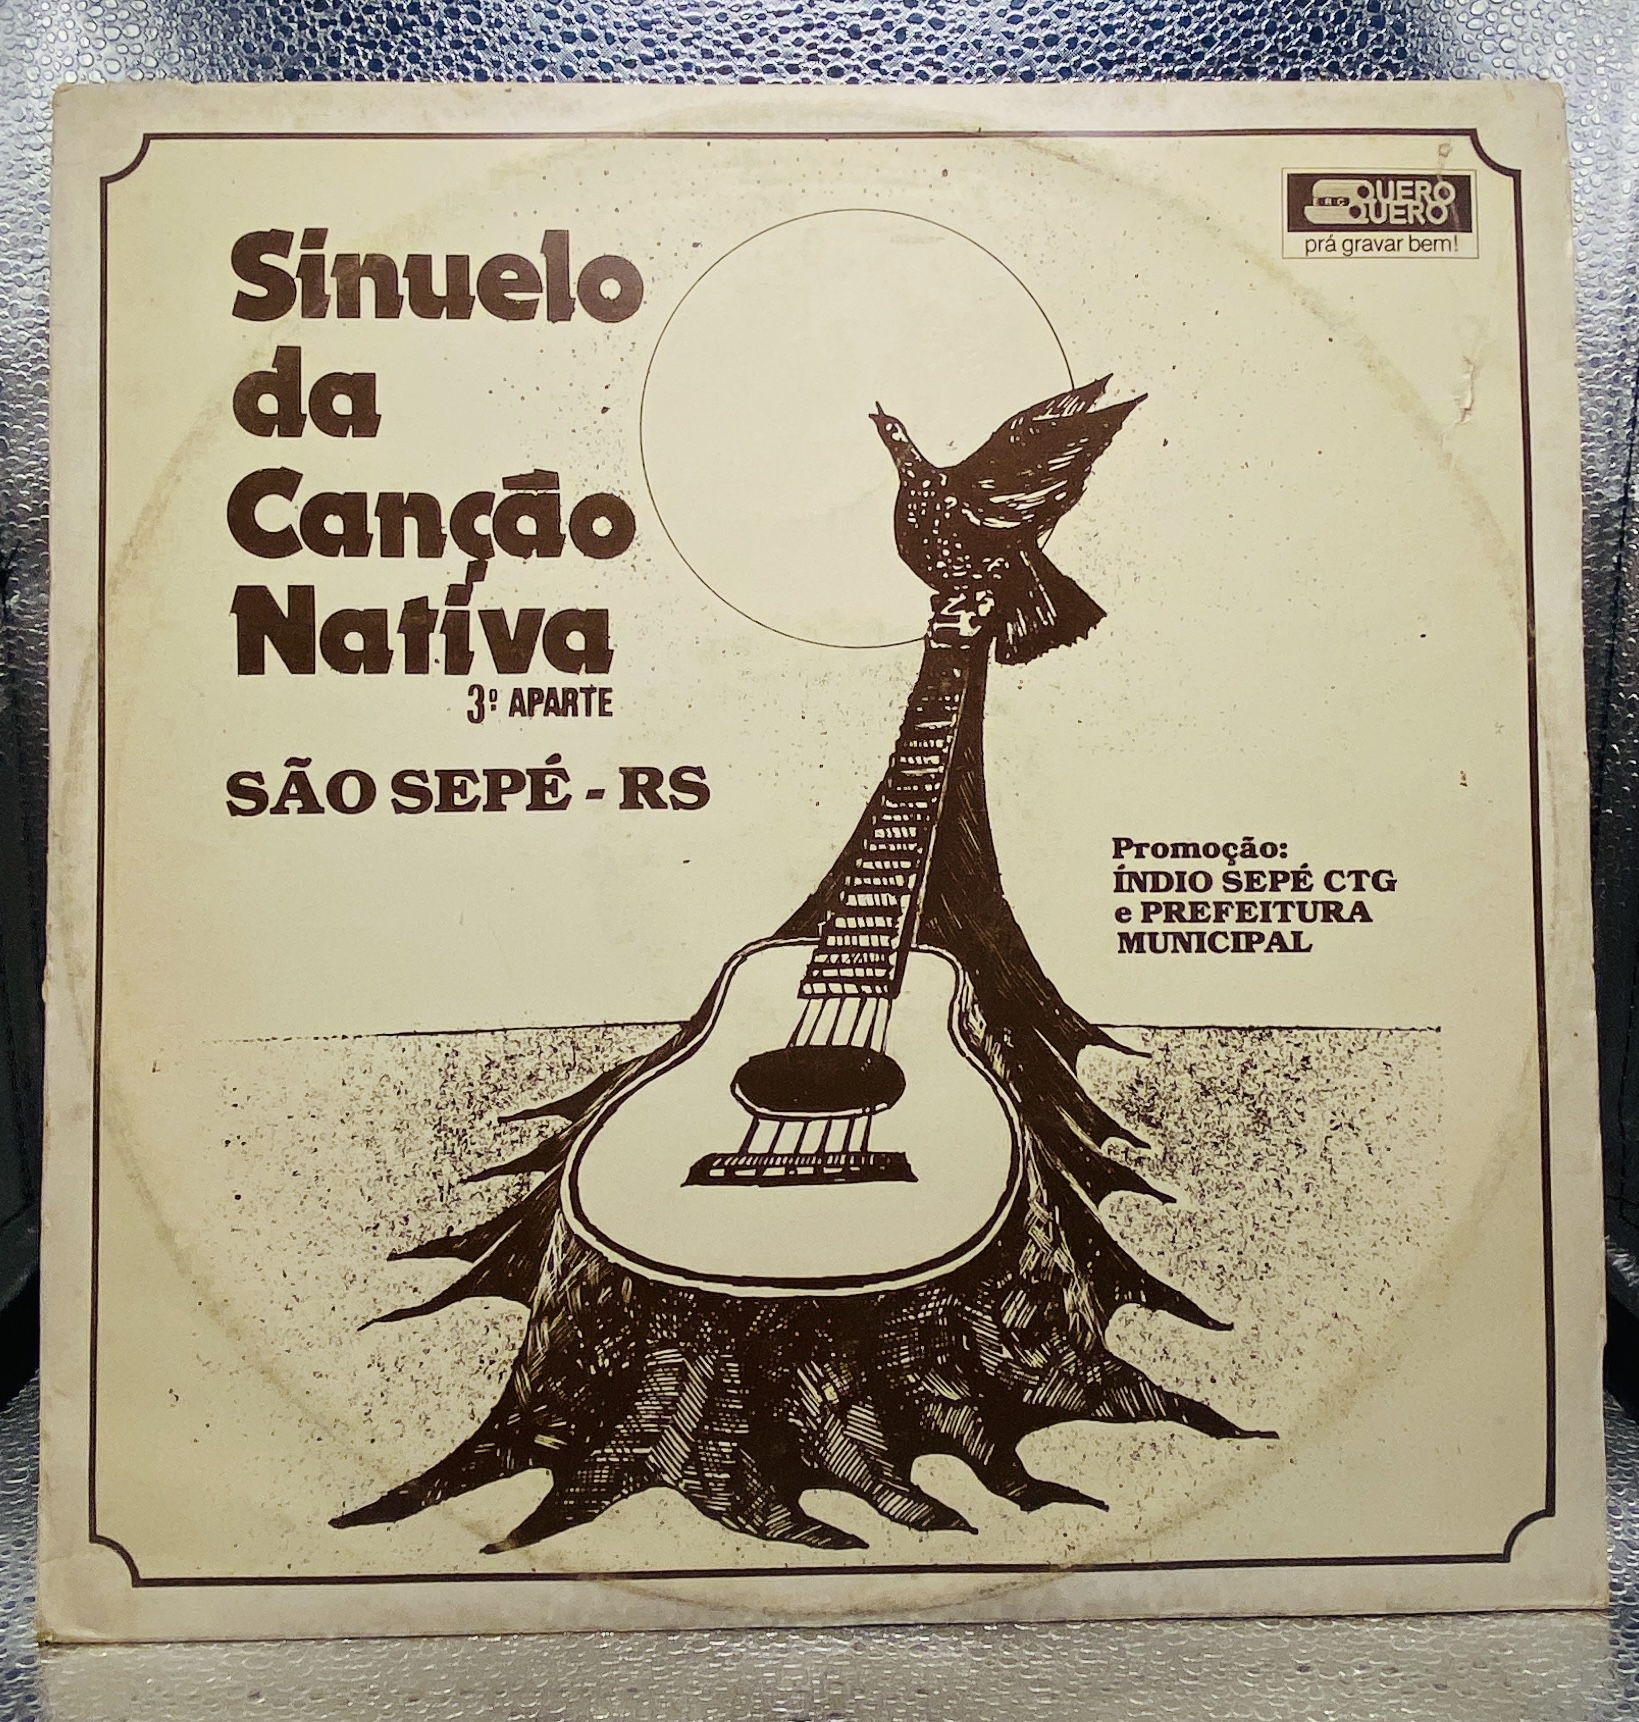 Sinuelo
da
Canção
Nativa
3º APARTE
SÃO SEPÉ - RS
QUERO
QUERO
prá gravar bem!
Promoção:
ÍNDIO SEPÉ CTG
e PREFEITURA
MUNICIPAL